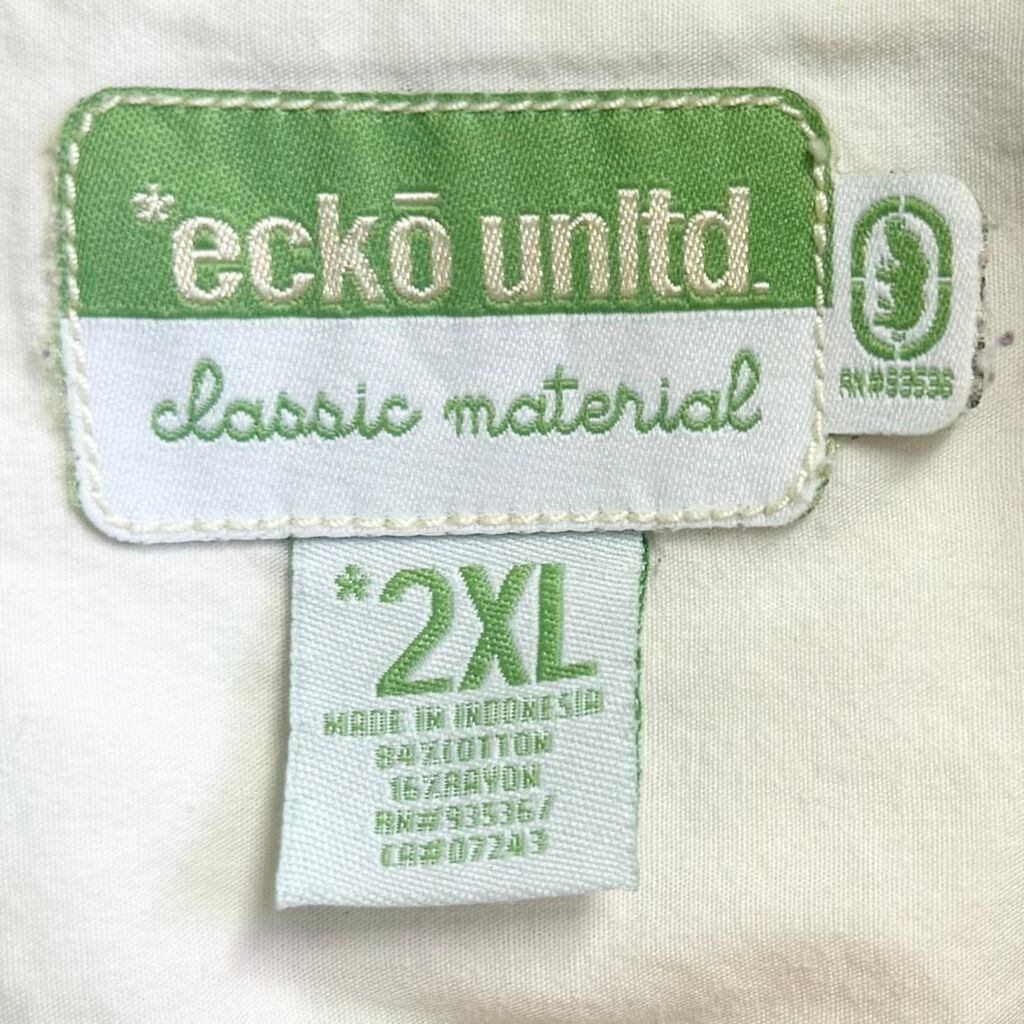 *eckō unltd.
classic material
RN#93536
*2XL
MADE IN INDONESIA
84%COTTON
16%RAYON
RN#93536/
CA#07243